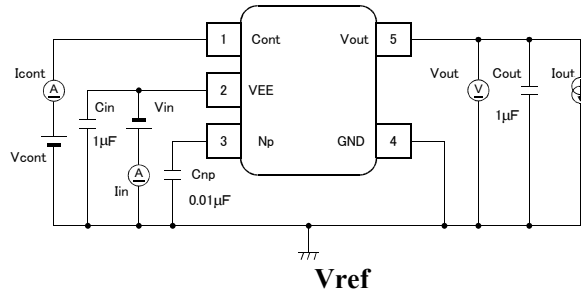 1 Cont Vout 5
Icont
A
Vout Cout Iout
Cin Vin 2 VEE
V A
1μF
1μF
Vcont
3 Np GND 4
A
Iin
Cnp
0.01μF
Vref